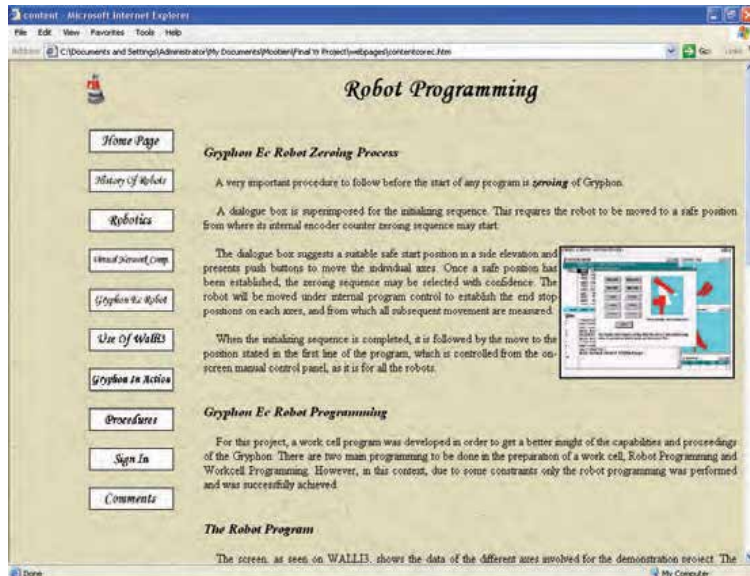 content - Microsoft Internet Explorer
File Edit View Favorites Tools Help
Address C:\Documents and Settings\Administrator\My Documents\Mootien\Final Yr Project\webpages\contentcorec.htm Go Links
Robot Programming
Home Page
History Of Robots
Robotics
Virtual Network Comp.
Gryphon Ec Robot
Use Of Walli3
Gryphon In Action
Procedures
Sign In
Comments
Gryphon Ec Robot Zeroing Process
A very important procedure to follow before the start of any program is zeroing of Gryphon.
A dialogue box is superimposed for the initializing sequence. This requires the robot to be moved to a safe position
from where its internal encoder counter zeroing sequence may start.
The dialogue box suggests a suitable safe start position in a side elevation and
presents push buttons to move the individual axes. Once a safe position has
been established, the zeroing sequence may be selected with confidence. The
robot will be moved under internal program control to establish the end stop
positions on each axes, and from which all subsequent movement are measured.
When the initializing sequence is completed, it is followed by the move to the
position stated in the first line of the program, which is controlled from the on-
screen manual control panel, as it is for all the robots.
Gryphon Ec Robot Programming
For this project, a work cell program was developed in order to get a better insight of the capabilities and proceedings
of the Gryphon. There are two main programming to be done in the preparation of a work cell, Robot Programming and
Workcell Programming. However, in this context, due to some constraints only the robot programming was performed
and was successfully achieved.
The Robot Program
The screen, as seen on WALLI3, shows the data of the different axes involved for the demonstration project. The
Done My Computer